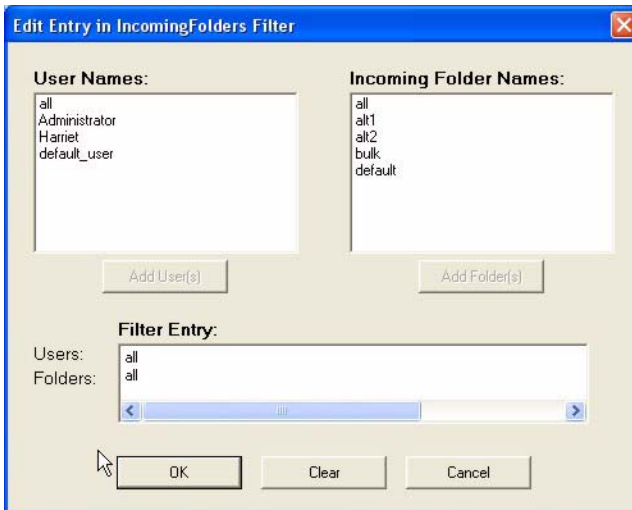 Edit Entry in IncomingFolders Filter
User Names:
all
Administrator
Harriet
default_user
Add User(s)
Incoming Folder Names:
all
alt1
alt2
bulk
default
Add Folder(s)
Filter Entry:
Users:
all
Folders:
all
OK
Clear
Cancel